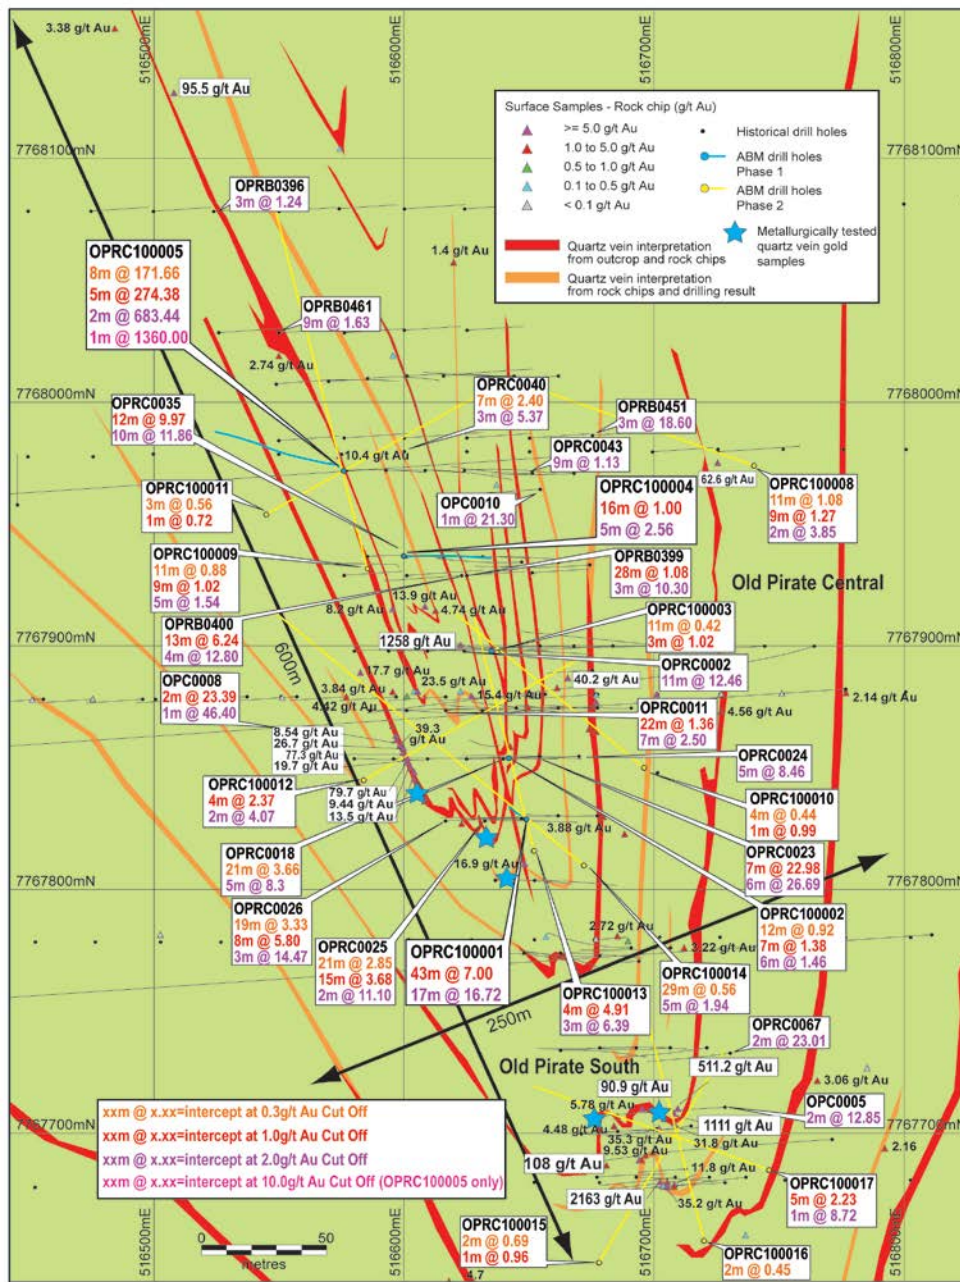 516500mE
516600mE
516700mE
516800mE
3.38 g/t Au
95.5 g/t Au
Surface Samples - Rock chip (g/t Au)
>= 5.0 g/t Au
1.0 to 5.0 g/t Au
0.5 to 1.0 g/t Au
0.1 to 0.5 g/t Au
< 0.1 g/t Au
Historical drill holes
ABM drill holes
Phase 1
ABM drill holes
Phase 2
Metallurgically tested
quartz vein gold
samples
Quartz vein interpretation
from outcrop and rock chips
Quartz vein interpretation
from rock chips and drilling result
7768100mN
7768100mN
OPRB0396
3m @ 1.24
OPRC100005
8m @ 171.66
5m @ 274.38
2m @ 683.44
1m @ 1360.00
1.4 g/t Au
OPRB0461
9m @ 1.63
2.74 g/t Au
7768000mN
7768000mN
OPRC0035
12m @ 9.97
10m @ 11.86
OPRC0040
7m @ 2.40
3m @ 5.37
OPRB0451
3m @ 18.60
10.4 g/t Au
OPRC0043
9m @ 1.13
62.6 g/t Au
OPRC100008
11m @ 1.08
9m @ 1.27
2m @ 3.85
OPRC100011
3m @ 0.56
1m @ 0.72
OPC0010
1m @ 21.30
OPRC100004
16m @ 1.00
5m @ 2.56
OPRC100009
11m @ 0.88
9m @ 1.02
5m @ 1.54
OPRB0399
28m @ 1.08
3m @ 10.30
Old Pirate Central
13.9 g/t Au
8.2 g/t Au
4.74 g/t Au
OPRC100003
11m @ 0.42
3m @ 1.02
OPRB0400
13m @ 6.24
4m @ 12.80
1258 g/t Au
7767900mN
7767900mN
600m
OPRC0002
11m @ 12.46
17.7 g/t Au
OPC0008
2m @ 23.39
1m @ 46.40
3.84 g/t Au
23.5 g/t Au
40.2 g/t Au
15.4 g/t Au
4.42 g/t Au
2.14 g/t Au
4.56 g/t Au
OPRC0011
22m @ 1.36
7m @ 2.50
39.3
g/t Au
8.54 g/t Au
26.7 g/t Au
77.3 g/t Au
19.7 g/t Au
OPRC0024
5m @ 8.46
OPRC100012
4m @ 2.37
2m @ 4.07
79.7 g/t Au
9.44 g/t Au
13.5 g/t Au
OPRC100010
4m @ 0.44
1m @ 0.99
3.88 g/t Au
OPRC0018
21m @ 3.66
5m @ 8.3
OPRC0023
7m @ 22.98
6m @ 26.69
16.9 g/t Au
7767800mN
7767800mN
OPRC0026
19m @ 3.33
8m @ 5.80
3m @ 14.47
OPRC100002
12m @ 0.92
7m @ 1.38
6m @ 1.46
2.72 g/t Au
3.22 g/t Au
OPRC0025
21m @ 2.85
15m @ 3.68
2m @ 11.10
OPRC100001
43m @ 7.00
17m @ 16.72
OPRC100013
4m @ 4.91
3m @ 6.39
OPRC100014
29m @ 0.56
5m @ 1.94
250m
OPRC0067
2m @ 23.01
Old Pirate South
511.2 g/t Au
90.9 g/t Au
3.06 g/t Au
5.78 g/t Au
OPC0005
2m @ 12.85
xxm @ x.xx=intercept at 0.3g/t Au Cut Off
xxm @ x.xx=intercept at 1.0g/t Au Cut Off
xxm @ x.xx=intercept at 2.0g/t Au Cut Off
xxm @ x.xx=intercept at 10.0g/t Au Cut Off (OPRC100005 only)
7767700mN
7767700mN
4.48 g/t Au
1111 g/t Au
35.3 g/t Au
31.8 g/t Au
9.53 g/t Au
2.16
108 g/t Au
11.8 g/t Au
2163 g/t Au
35.2 g/t Au
OPRC100017
5m @ 2.23
1m @ 8.72
OPRC100015
2m @ 0.69
1m @ 0.96
OPRC100016
2m @ 0.45
0
50
metres
4.7
516500mE
516600mE
516700mE
516800mE